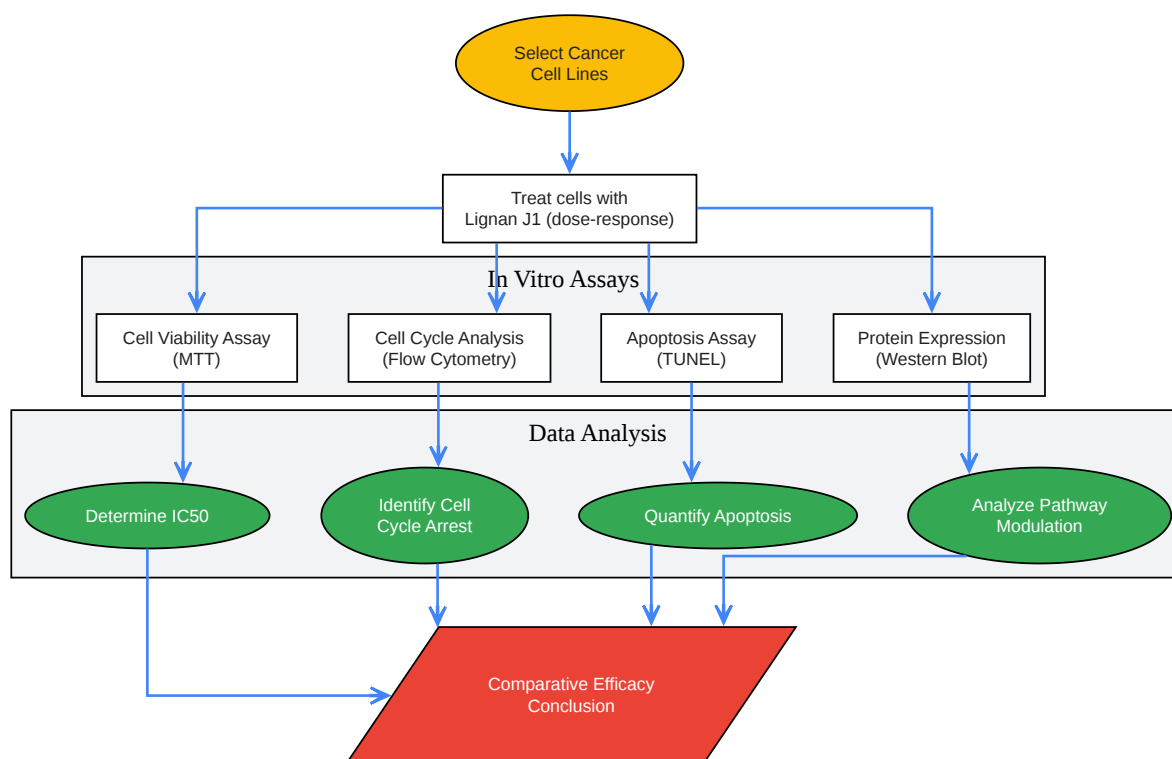 Select Cancer
Cell Lines
Treat cells with
Lignan J1 (dose-response)
In Vitro Assays
Cell Viability Assay
(MTT)
Cell Cycle Analysis
(Flow Cytometry)
Apoptosis Assay
(TUNEL)
Protein Expression
(Western Blot)
Data Analysis
Determine IC50
Identify Cell
Cycle Arrest
Quantify Apoptosis
Analyze Pathway
Modulation
Comparative Efficacy
Conclusion